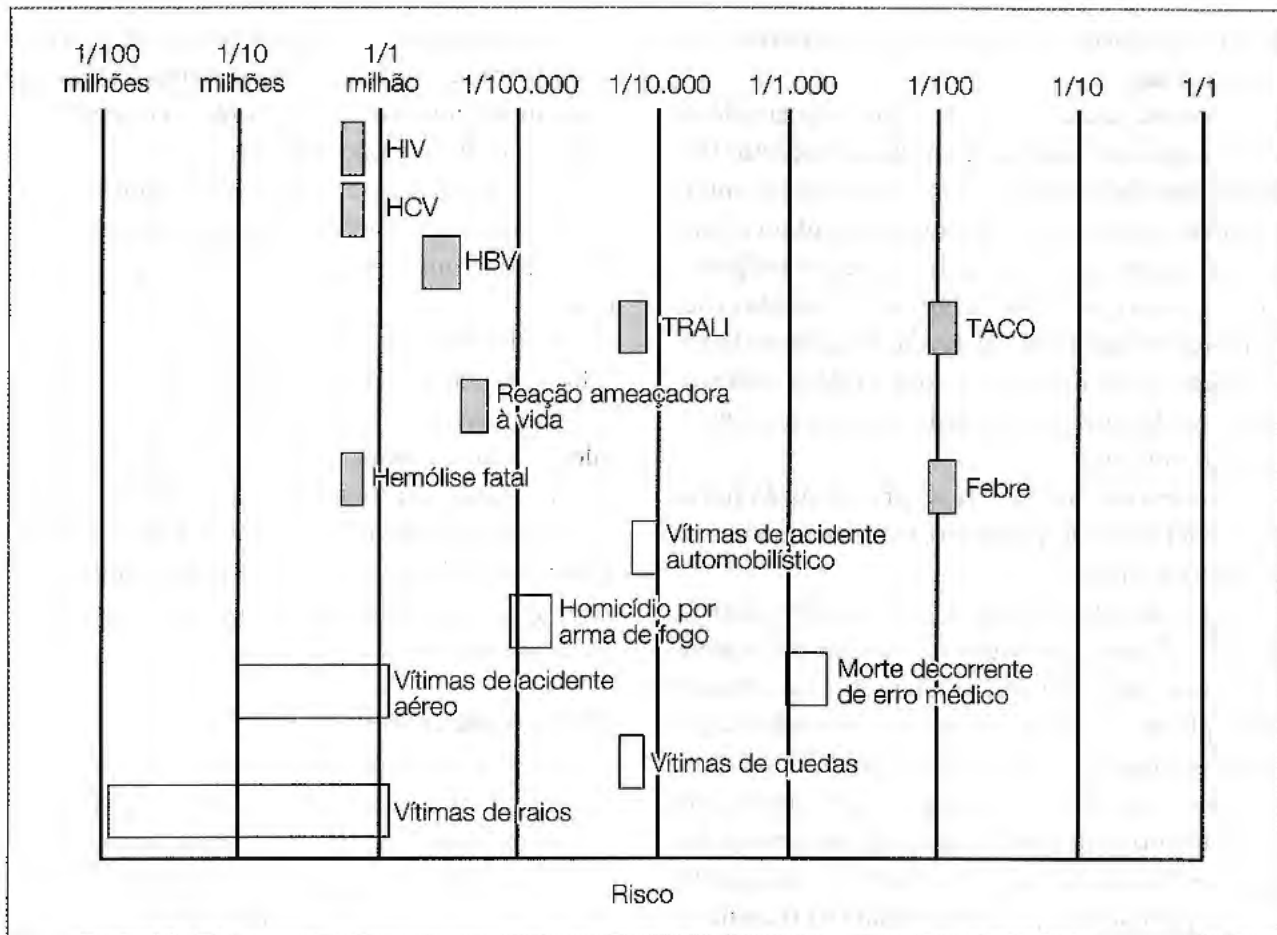 1/100 milhões
1/10 milhões
1/1 milhão
1/100.000
1/10.000
1/1.000
1/100
1/10
1/1
HIV
HCV
HBV
TRALI
TACO
Reação ameaçadora
à vida
Hemólise fatal
Febre
Vítimas de acidente
automobilístico
Homicídio por
arma de fogo
Vítimas de acidente
aéreo
Morte decorrente
de erro médico
Vítimas de quedas
Vítimas de raios
Risco